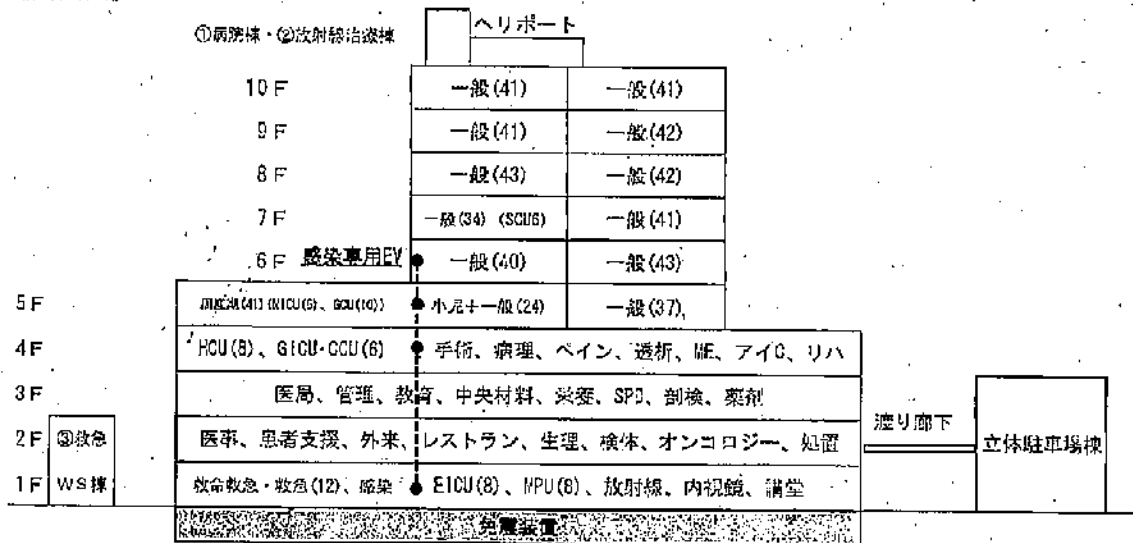 ①病院棟・②放射線治療棟
ヘリポート
10F 一般(41) 一般(41)
9F 一般(41) 一般(42)
8F 一般(43) 一般(42)
7F 一般(34) (SCU6) 一般(41)
6F 感染専用EV 一般(40) 一般(43)
5F (NICU(6)、GCU(10)) 小児+一般(24) 一般(37)
4F HCU(8)、GICU・CCU(6) 手術、病理、ペイン、透析、ME、アイC、リハ
3F 医局、管理、教育、中央材料、栄養、SPD、剖検、薬剤
2F ③救急 医事、患者支援、外来、レストラン、生理、検体、オンコロジー、処置 渡り廊下 立体駐車場棟
1F WS棟 救命救急・救急(12)、感染 EICU(8)、MPU(8)、放射線、内視鏡、講堂
免震装置